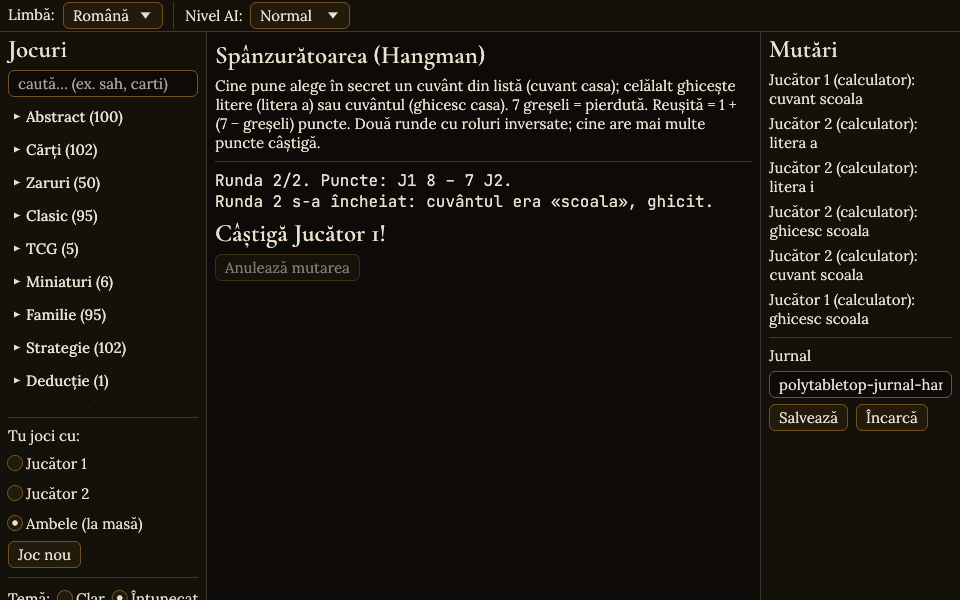 Limbă: Română Nivel AI: Normal
Jocuri
caută... (ex. sah, carti)
Abstract (100)
Cărți (102)
Zaruri (50)
Clasic (95)
TCG (5)
Miniaturi (6)
Familie (95)
Strategie (102)
Deducție (1)
Tu joci cu:
Jucător 1
Jucător 2
Ambele (la masă)
Joc nou
Temă: Clar Întunecat
Spânzurătoarea (Hangman)
Cine pune alege în secret un cuvânt din listă (cuvant casa); celălalt ghicește
litere (litera a) sau cuvântul (ghicesc casa). 7 greșeli = pierdută. Reușită = 1 +
(7 − greșeli) puncte. Două runde cu roluri inversate; cine are mai multe
puncte câștigă.
Runda 2/2. Puncte: J1 8 – 7 J2.
Runda 2 s-a încheiat: cuvântul era «scoala», ghicit.
Câștigă Jucător 1!
Anulează mutarea
Mutări
Jucător 1 (calculator):
cuvant scoala
Jucător 2 (calculator):
litera a
Jucător 2 (calculator):
litera i
Jucător 2 (calculator):
ghicesc scoala
Jucător 2 (calculator):
cuvant scoala
Jucător 1 (calculator):
ghicesc scoala
Jurnal
polytabletop-jurnal-har
Salvează Încarcă